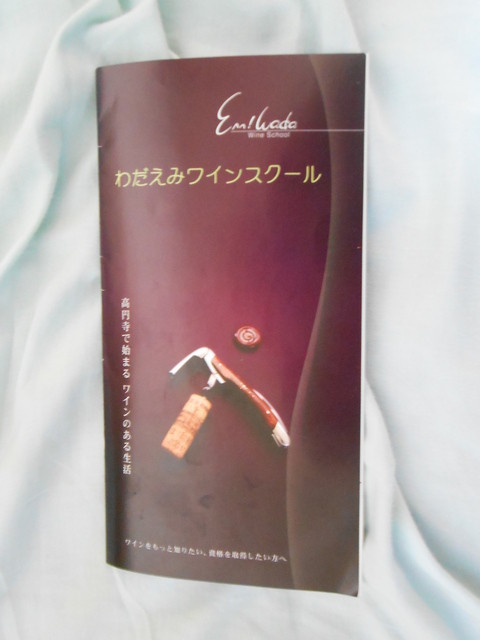 Emi Wada
Wine School
わだえみワインスクール
高円寺で始まる ワインのある生活
ワインをもっと知りたい、資格を取得したい方へ